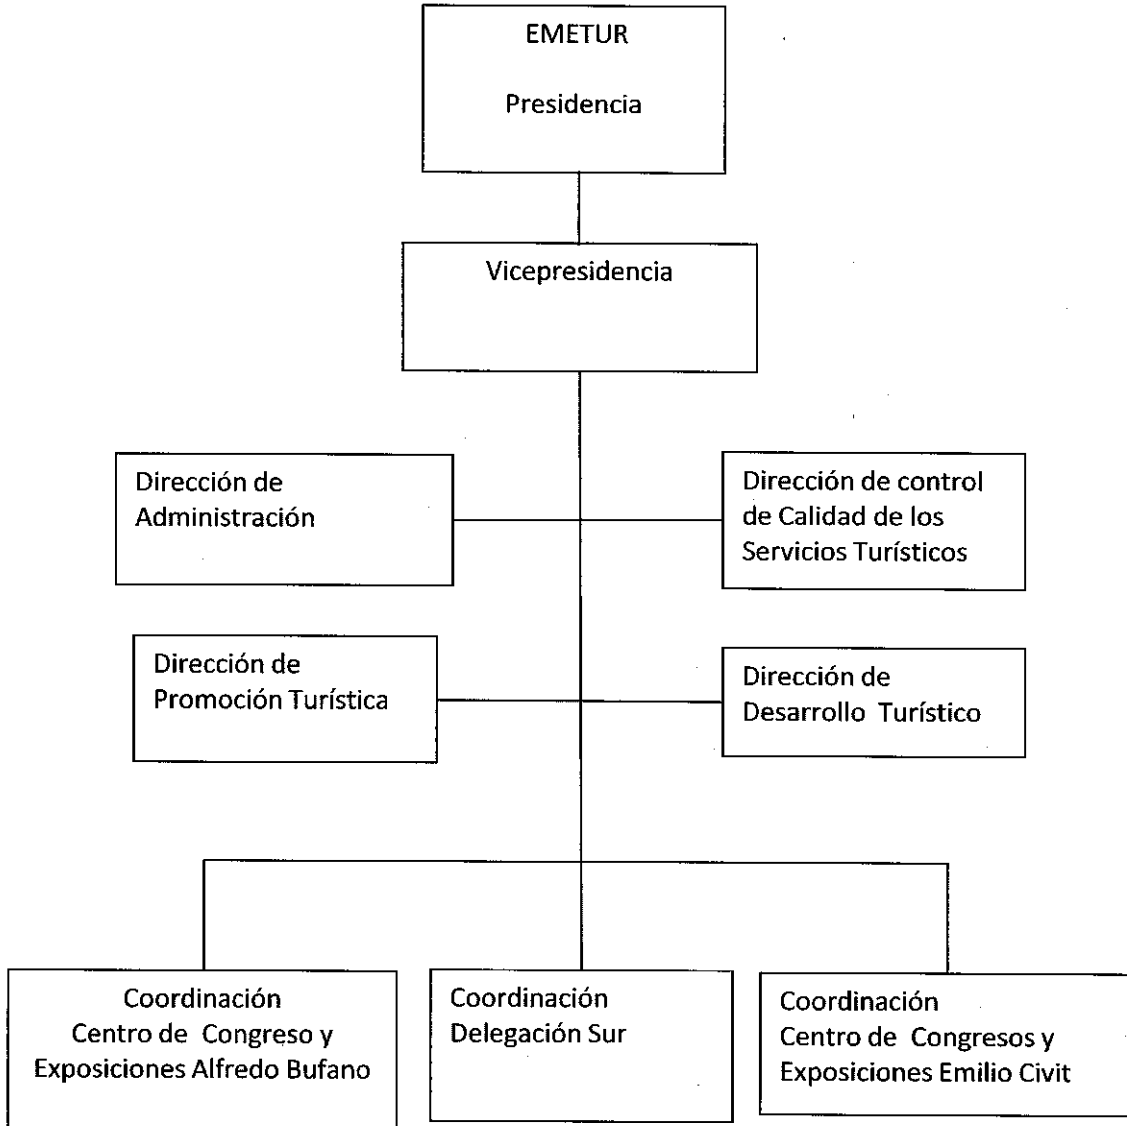 EMETUR
Presidencia
Vicepresidencia
Dirección de
Administración
Dirección de control
de Calidad de los
Servicios Turísticos
Dirección de
Promoción Turística
Dirección de
Desarrollo Turístico
Coordinación
Centro de Congreso y
Exposiciones Alfredo Bufano
Coordinación
Delegación Sur
Coordinación
Centro de Congresos y
Exposiciones Emilio Civit